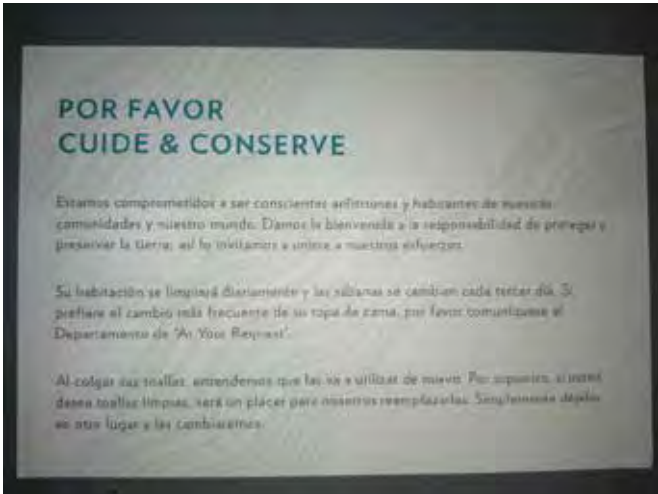 POR FAVOR
CUIDE & CONSERVE
Estamos comprometidos a ser conscientes anfitriones y habitantes de nuestras
comunidades y nuestro mundo. Damos la bienvenida a la responsabilidad de proteger y
preservar la tierra; así lo invitamos a unirse a nuestros esfuerzos.
Su habitación se limpiará diariamente y las sábanas se cambian cada tercer día. Si
prefiere el cambio más frecuente de su ropa de cama, por favor comuníquese al
Departamento de "At Your Request".
Al colgar sus toallas, entendemos que las va a utilizar de nuevo. Por supuesto, si usted
desea toallas limpias, será un placer para nosotros reemplazarlas. Simplemente déjelas
en otro lugar y las cambiaremos.